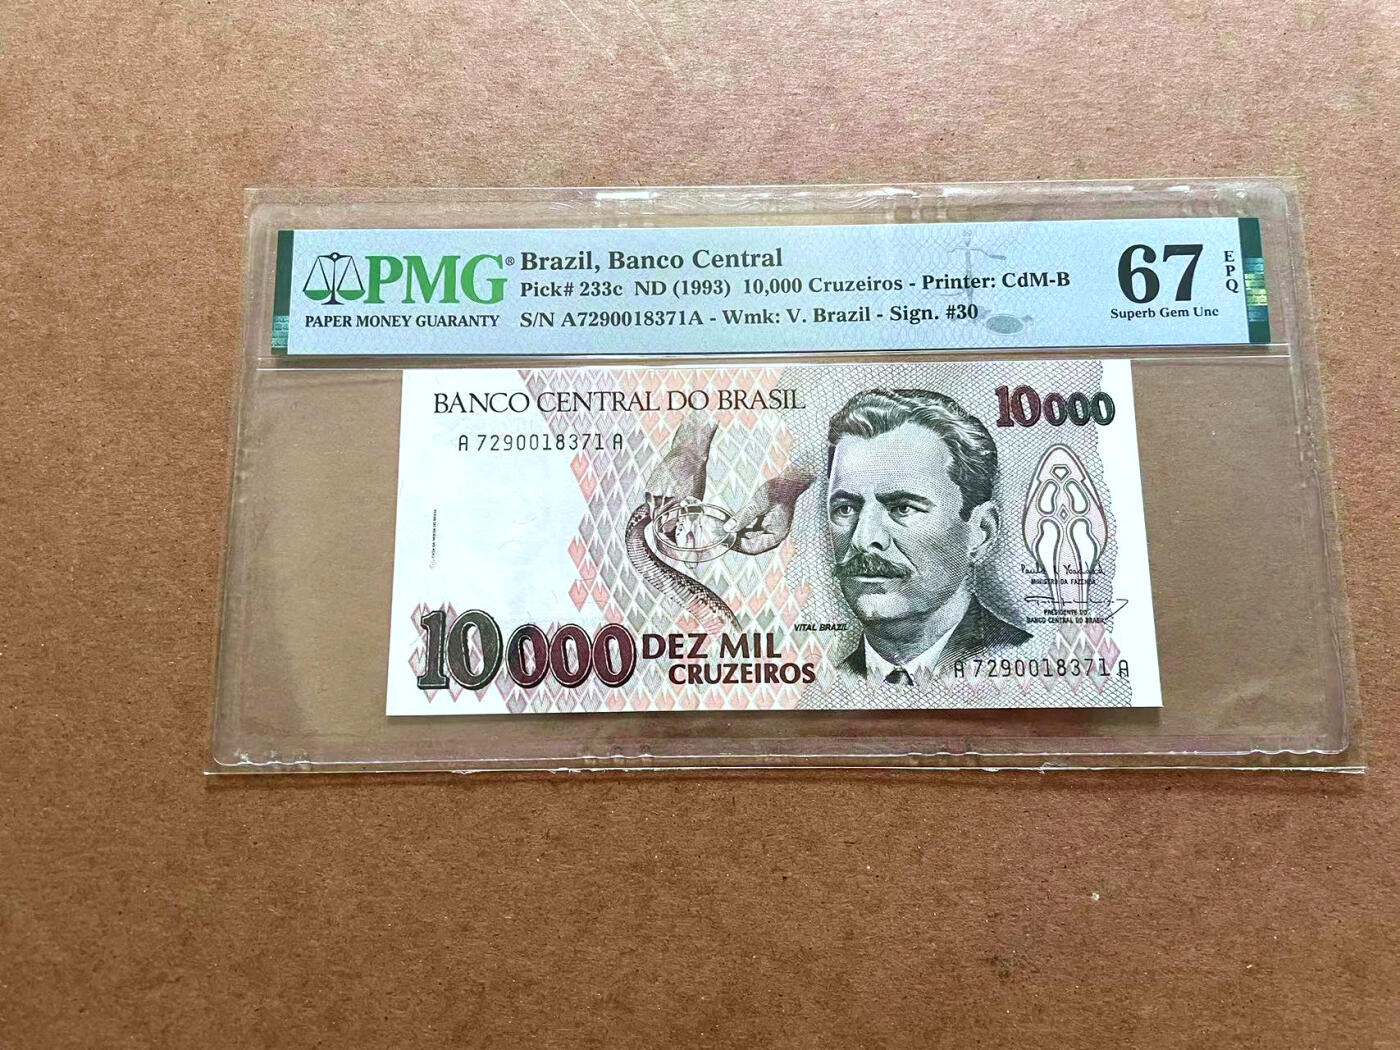 PMG®
PAPER MONEY GUARANTY
Brazil, Banco Central
Pick# 233c ND (1993) 10,000 Cruzeiros - Printer: CdM-B
S/N A7290018371A - Wmk: V. Brazil - Sign. #30
67
EPQ
Superb Gem Unc
BANCO CENTRAL DO BRASIL
10000
A 7290018371 A
MINISTRO DA FAZENDA
PRESIDENTE DO
BANCO CENTRAL DO BRASIL
VITAL BRAZIL
10000 DEZ MIL
CRUZEIROS
A 7290018371 A